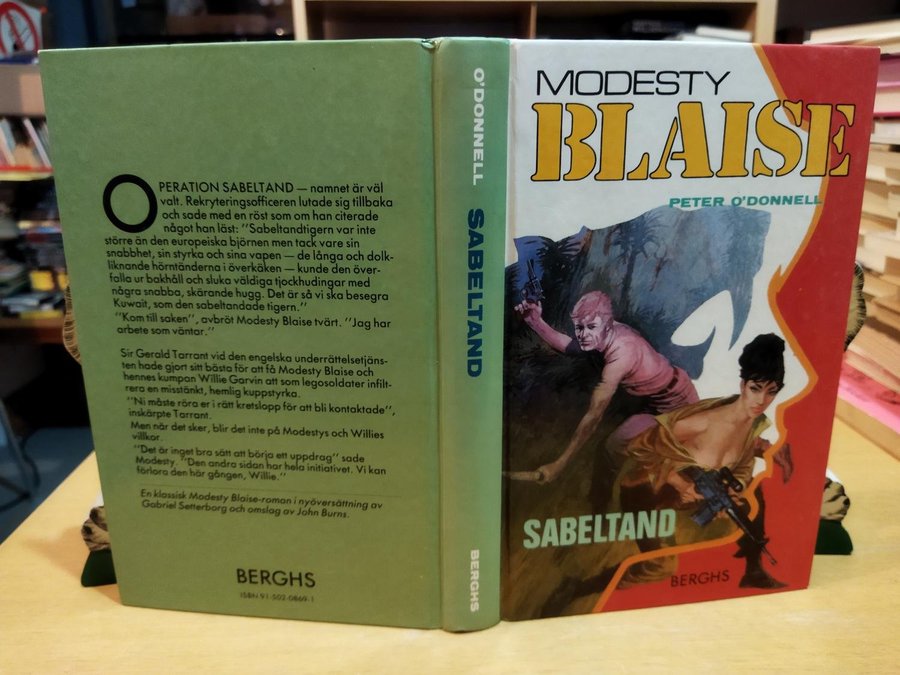 OPERATION SABELTAND — namnet är väl
valt. Rekryteringsofficeren lutade sig tillbaka
och sade med en röst som om han citerade
något han läst: "Sabeltandtigern var inte
större än den europeiska björnen men tack vare sin
snabbhet, sin styrka och sina vapen — de långa och dolk-
liknande hörntänderna i överkäken — kunde den över-
falla ur bakhåll och sluka väldiga tjockhudingar med
några snabba, skärande hugg. Det är så vi ska besegra
Kuwait, som den sabeltandade tigern."
"Kom till saken", avbröt Modesty Blaise tvärt. "Jag har
arbete som väntar."
Sir Gerald Tarrant vid den engelska underrättelsetjäns-
ten hade gjort sitt bästa för att få Modesty Blaise och
hennes kumpan Willie Garvin att som legosoldater infilt-
rera en misstänkt, hemlig kuppstyrka.
"Ni måste röra er i rätt kretslopp för att bli kontaktade",
inskärpte Tarrant.
Men när det sker, blir det inte på Modestys och Willies
villkor.
"Det är inget bra sätt att börja ett uppdrag" sade
Modesty. "Den andra sidan har hela initiativet. Vi kan
förlora den här gången, Willie."
En klassisk Modesty Blaise-roman i nyöversättning av
Gabriel Setterborg och omslag av John Burns.
BERGHS
ISBN 91-502-0869-1
O'DONNELL
SABELTAND
BERGHS
MODESTY
BLAISE
PETER O'DONNELL
SABELTAND
BERGHS